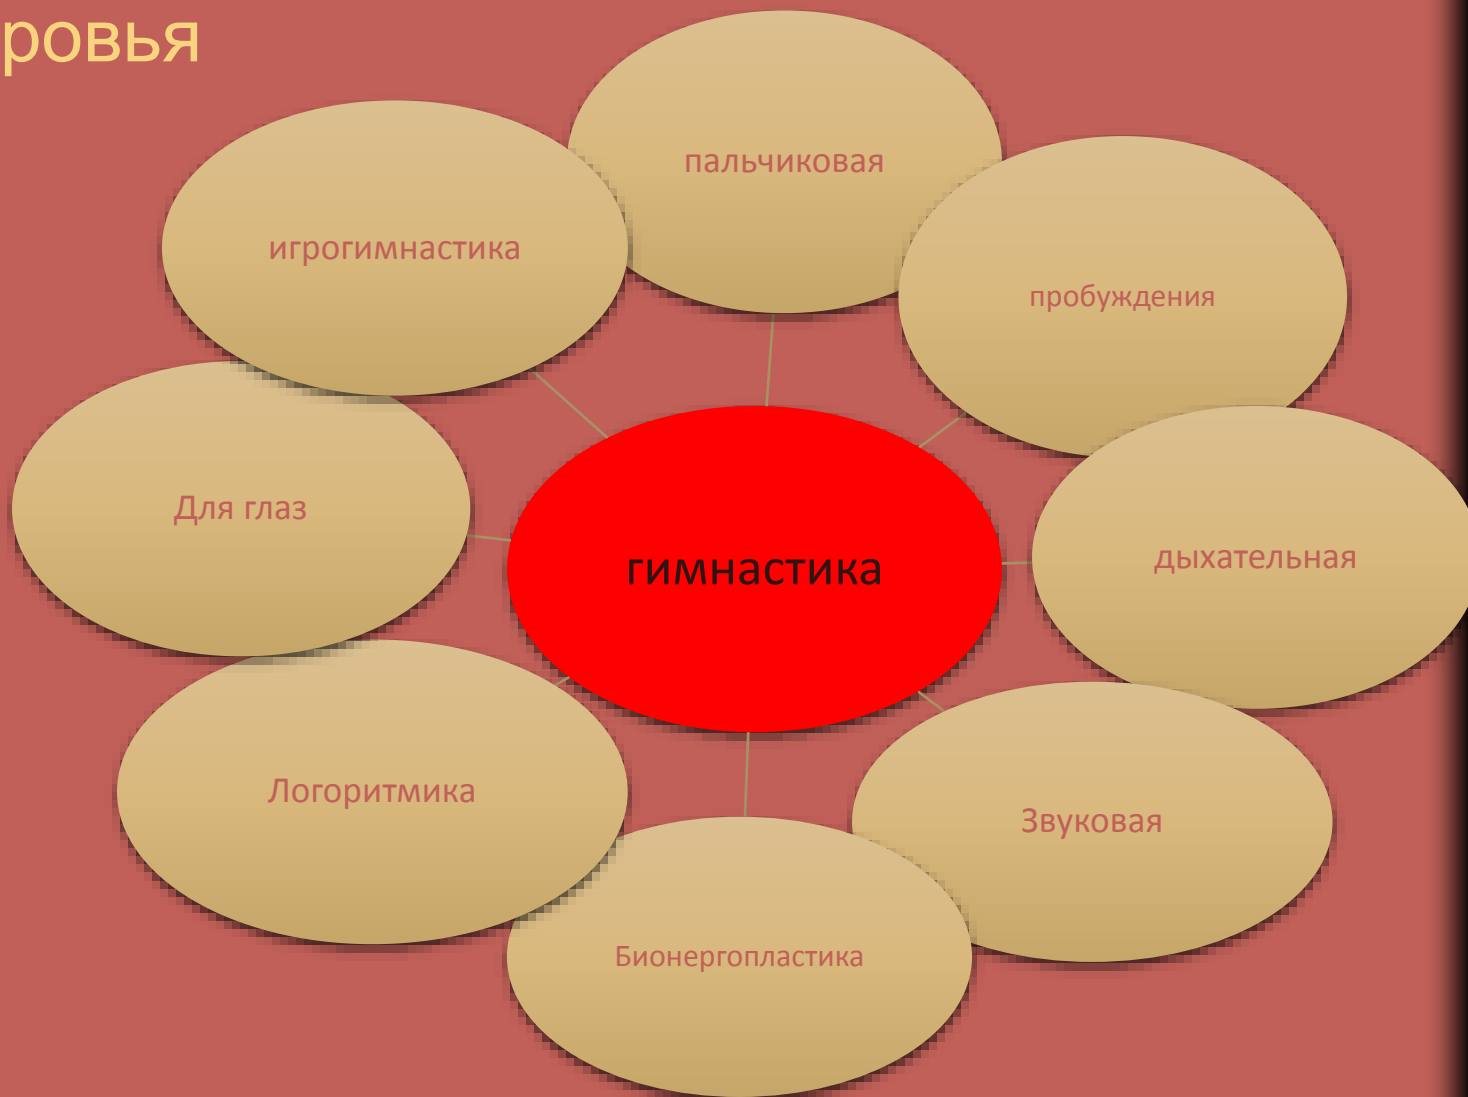 ровья
пальчиковая
игрогимнастика
пробуждения
Для глаз
гимнастика
дыхательная
Логоритмика
Звуковая
Бионергопластика